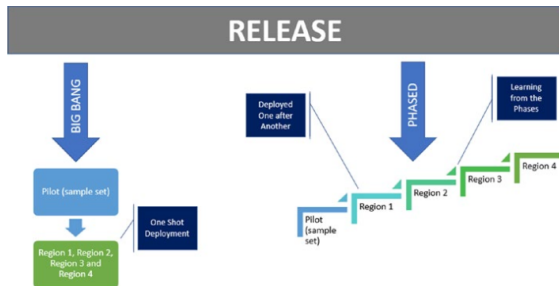 RELEASE
BIG BANG
Pilot (sample set)
Region 1, Region 2,
Region 3 and
Region 4
One Shot
Deployment
Deployed
One after
Another
PHASED
Learning
from the
Phases
Pilot
(sample
set)
Region 1
Region 2
Region 3
Region 4